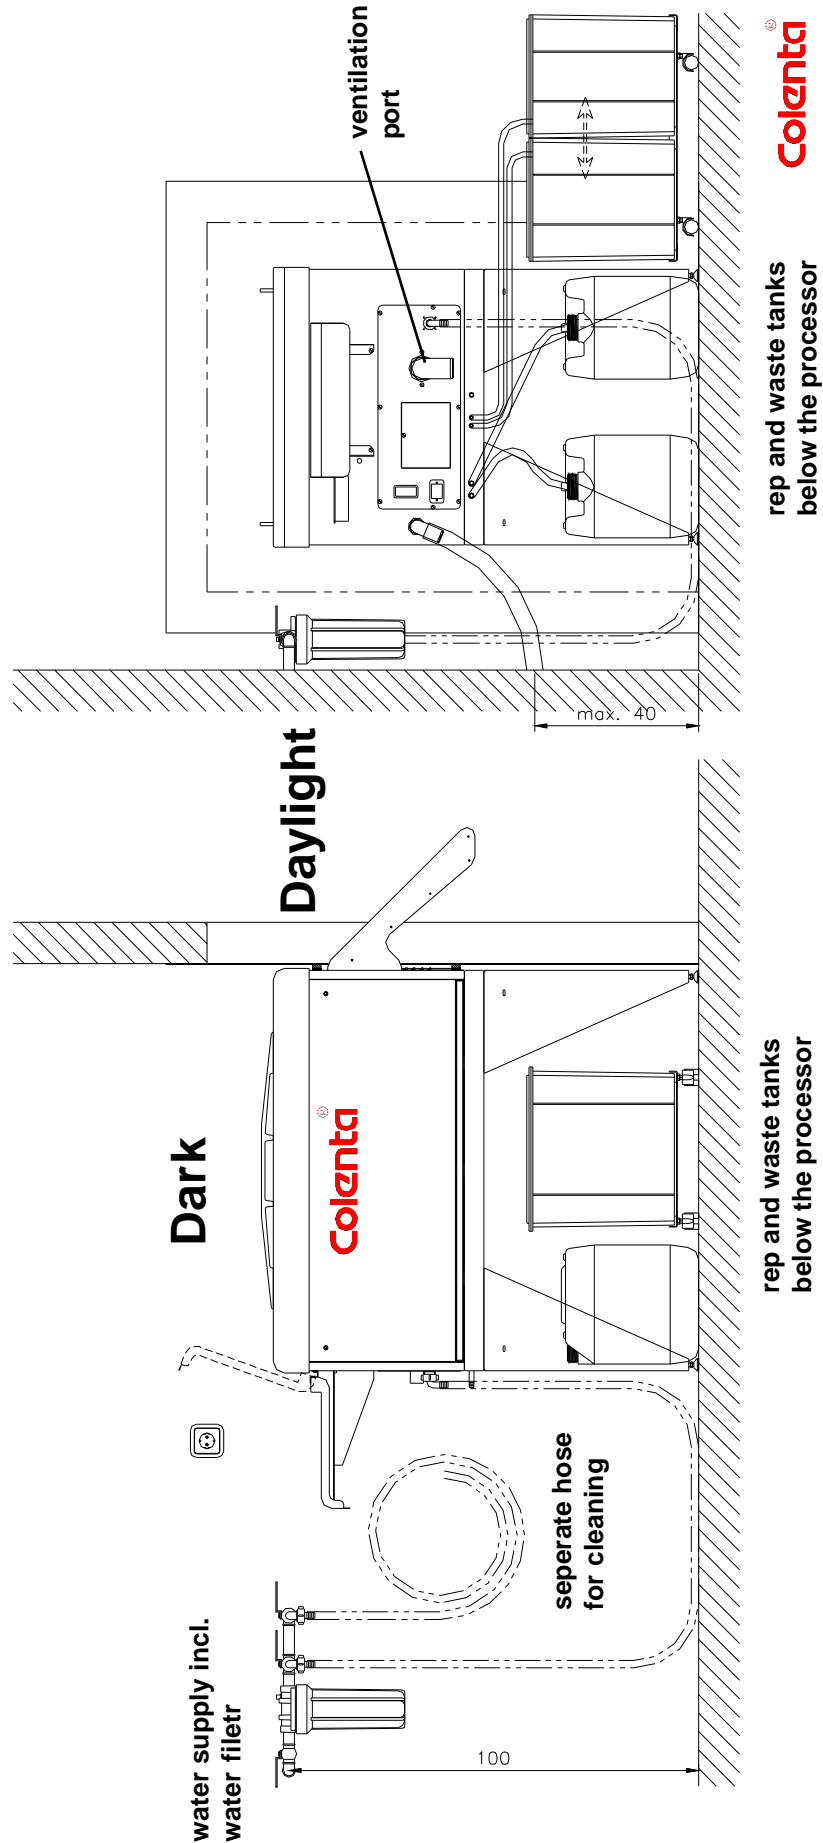 water supply incl.
water filetr
100
seperate hose
for cleaning
Dark
Colenta
®
rep and waste tanks
below the processor
Daylight
max. 40
ventilation
port
rep and waste tanks
below the processor
Colenta
®